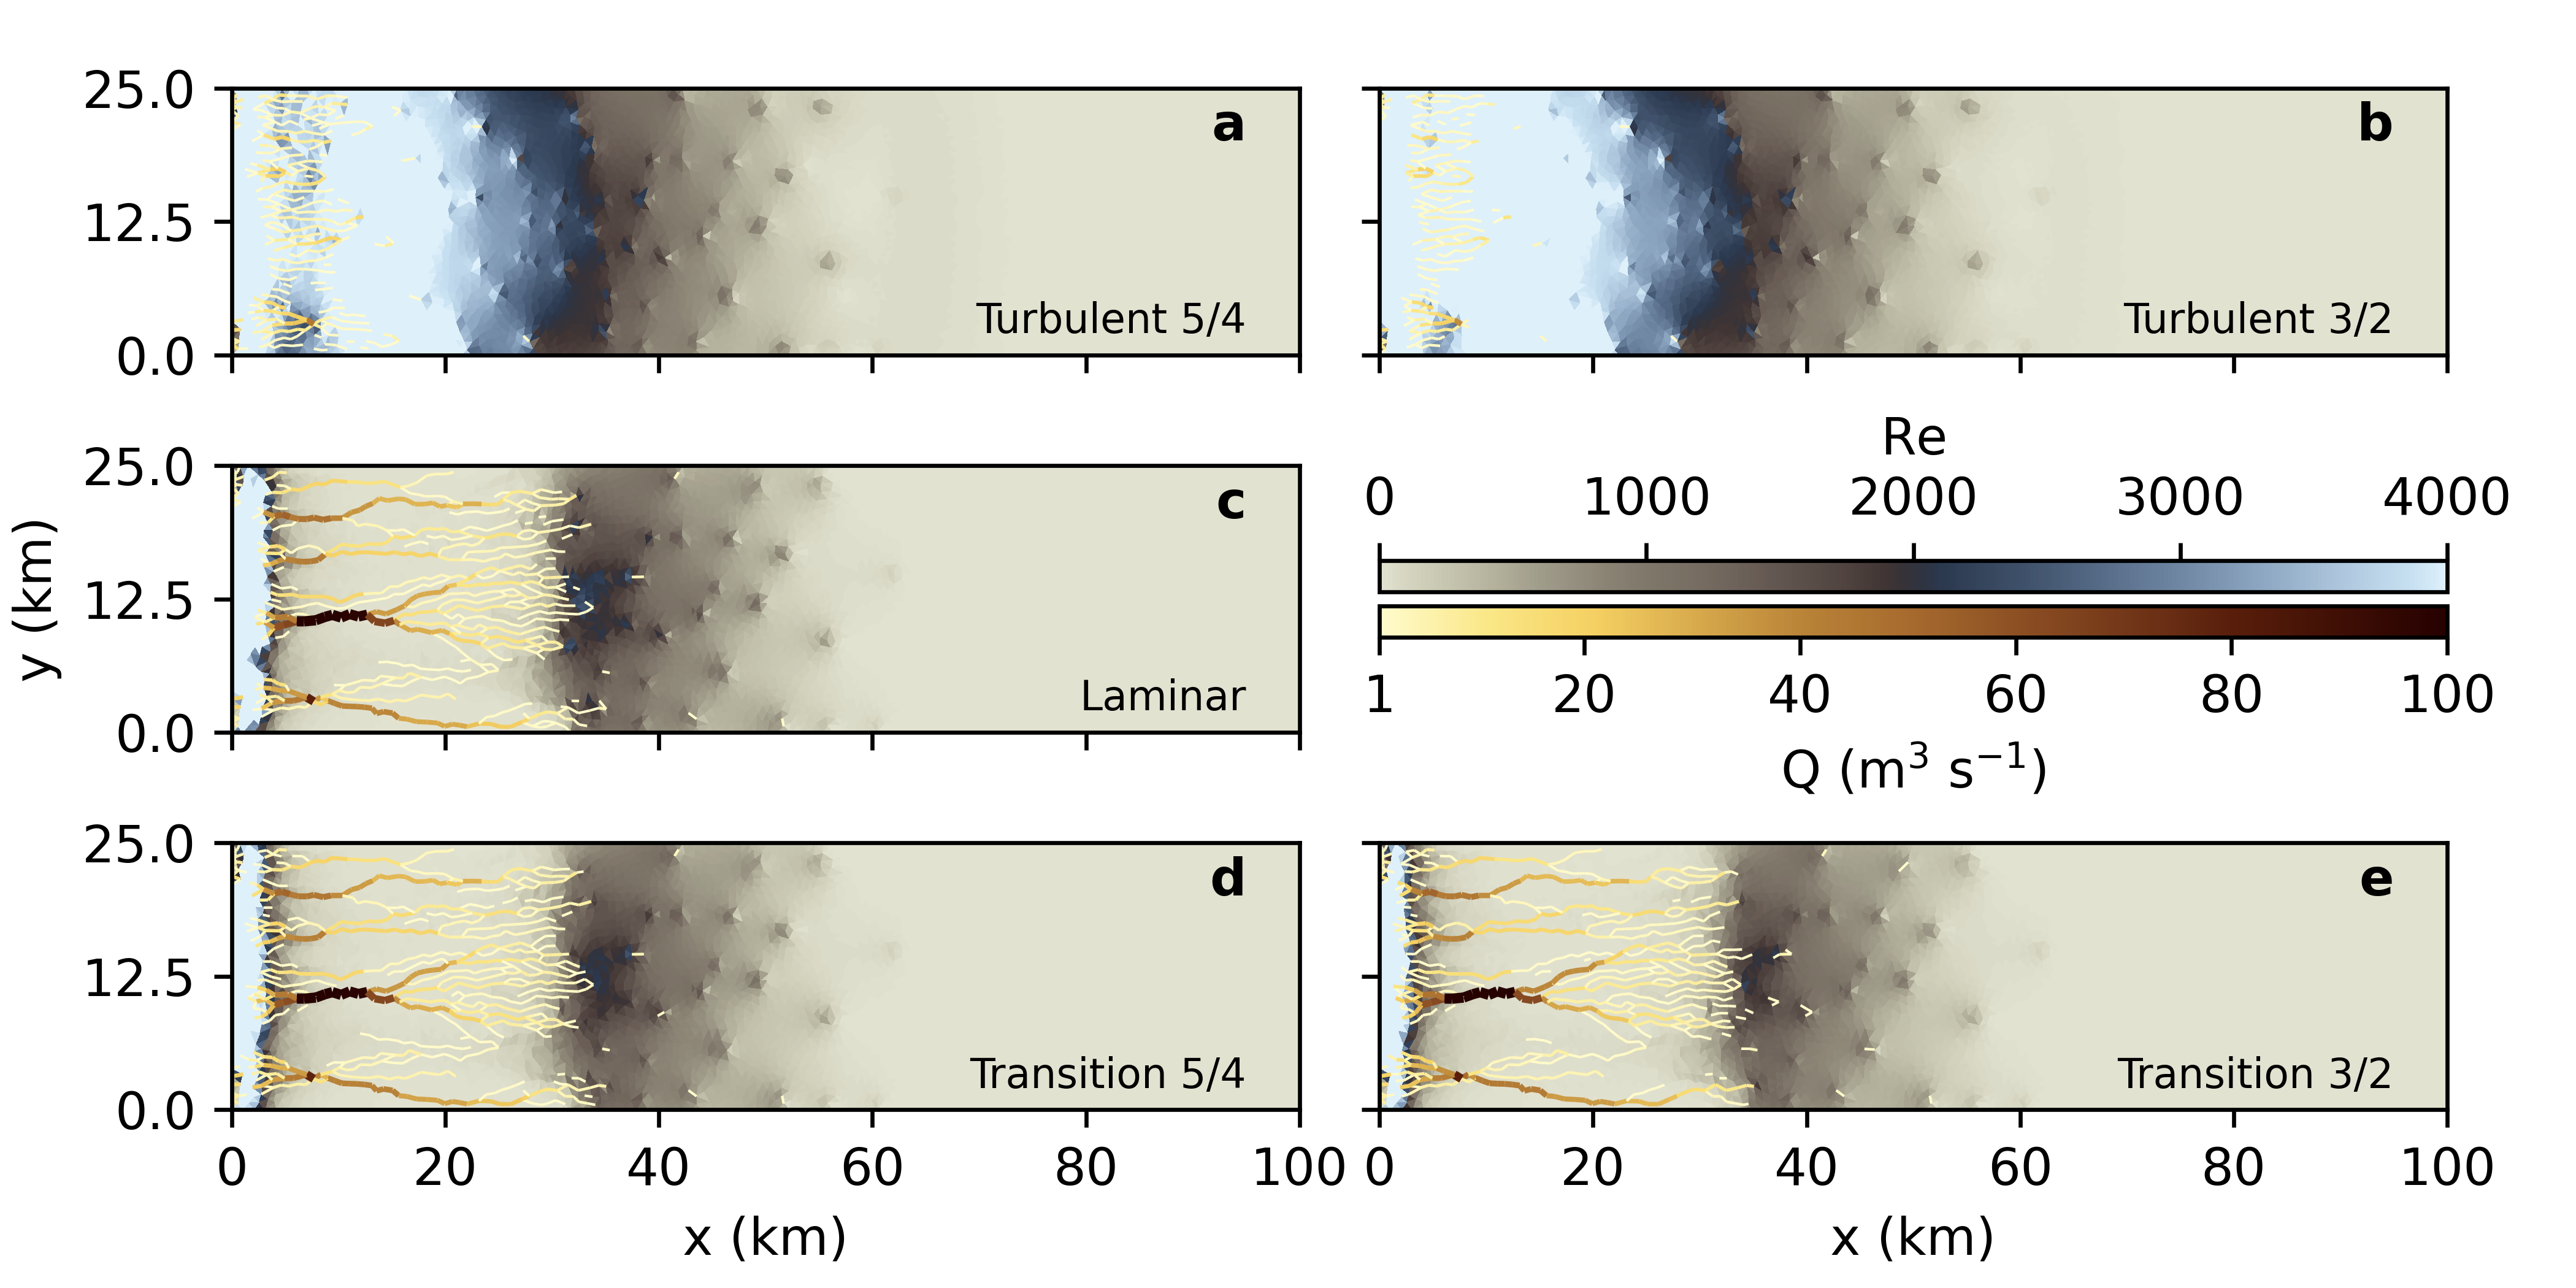 25.0
12.5
0.0
a
Turbulent 5/4
b
Turbulent 3/2
Re
0 1000 2000 3000 4000
1 20 40 60 80 100
Q (m³ s⁻¹)
y (km)
25.0
12.5
0.0
c
Laminar
25.0
12.5
0.0
d
Transition 5/4
e
Transition 3/2
0 20 40 60 80 100
0 20 40 60 80 100
x (km)
x (km)